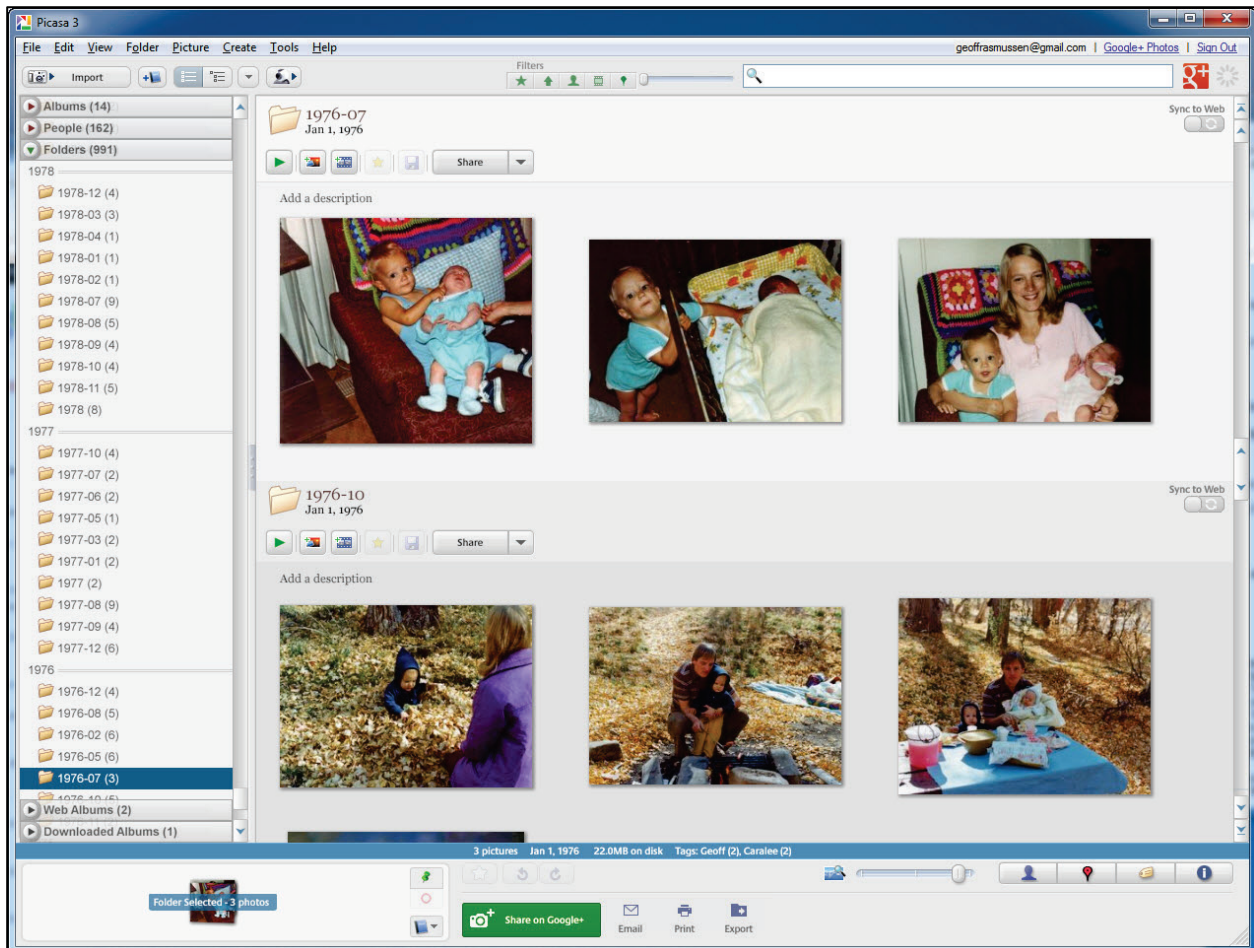 Picasa 3
File Edit View Folder Picture Create Tools Help
geoffrasmussen@gmail.com | Google+ Photos | Sign Out
Import
Filters
g+
Albums (14)
People (162)
Folders (991)
1978
1978-12 (4)
1978-03 (3)
1978-04 (1)
1978-01 (1)
1978-02 (1)
1978-07 (9)
1978-08 (5)
1978-09 (4)
1978-10 (4)
1978-11 (5)
1978 (8)
1977
1977-10 (4)
1977-07 (2)
1977-06 (2)
1977-05 (1)
1977-03 (2)
1977-01 (2)
1977 (2)
1977-08 (9)
1977-09 (4)
1977-12 (6)
1976
1976-12 (4)
1976-08 (5)
1976-02 (6)
1976-05 (6)
1976-07 (3)
1976-10 (5)
Web Albums (2)
Downloaded Albums (1)
1976-07
Jan 1, 1976
Sync to Web
Share
Add a description
1976-10
Jan 1, 1976
Sync to Web
Share
Add a description
3 pictures Jan 1, 1976 22.0MB on disk Tags: Geoff (2), Caralee (2)
Folder Selected - 3 photos
Share on Google+
Email
Print
Export